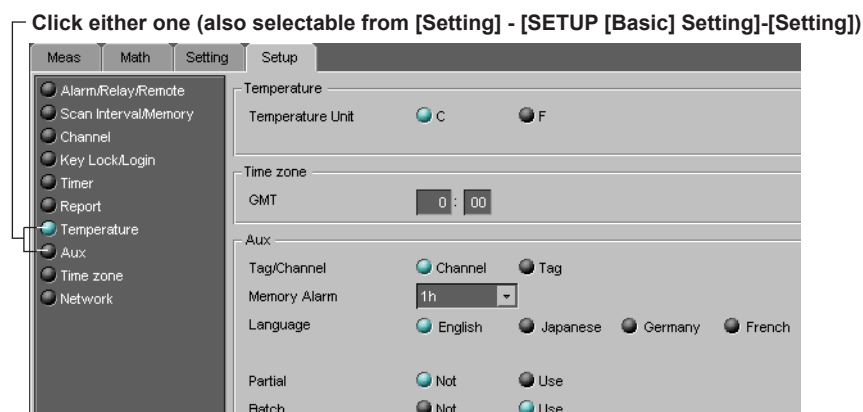 Click either one (also selectable from [Setting] - [SETUP [Basic] Setting]-[Setting])
Meas Math Setting Setup
Alarm/Relay/Remote
Scan Interval/Memory
Channel
Key Lock/Login
Timer
Report
Temperature
Aux
Time zone
Network
Temperature
Temperature Unit C F
Time zone
GMT 0 : 00
Aux
Tag/Channel Channel Tag
Memory Alarm 1h
Language English Japanese Germany French
Partial Not Use
Batch Not Use